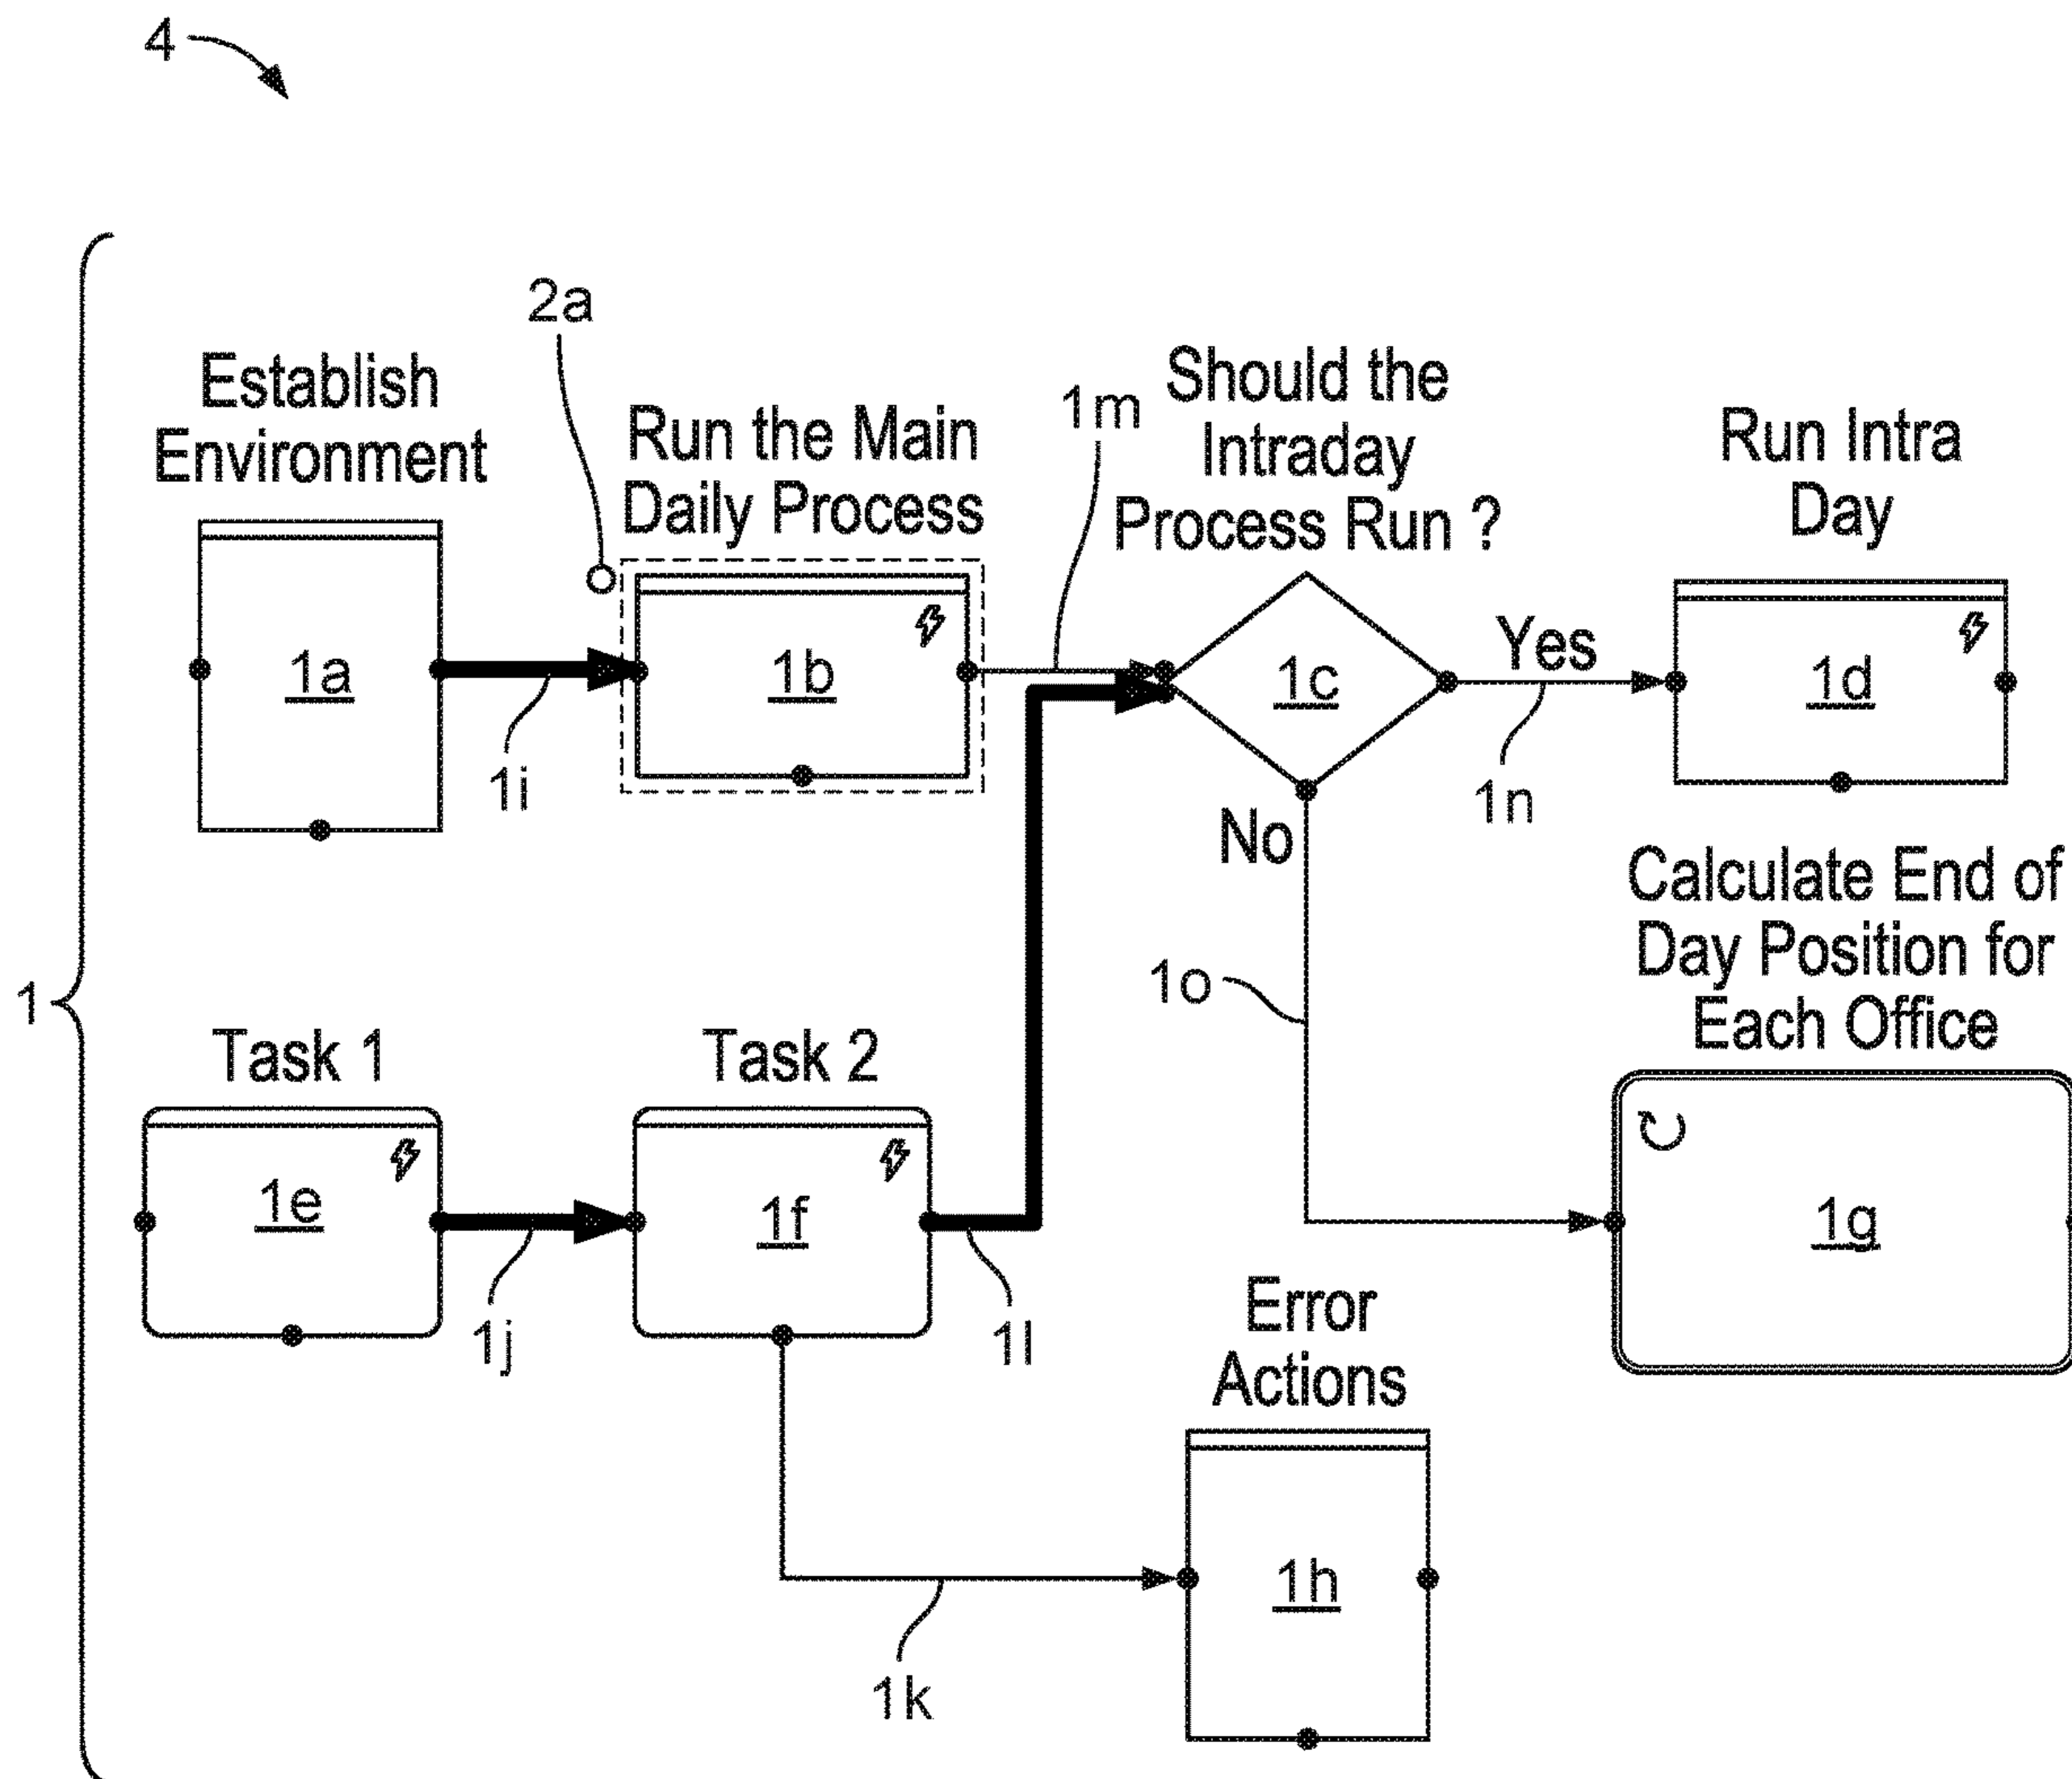 4
2a
Establish
Environment
Run the Main
Daily Process
1m
Should the
Intraday
Process Run ?
Run Intra
Day
1a
1i
1b
1c
Yes
1n
1d
No
1o
Calculate End of
Day Position for
Each Office
1
Task 1
Task 2
1e
1j
1f
1l
1g
Error
Actions
1k
1h